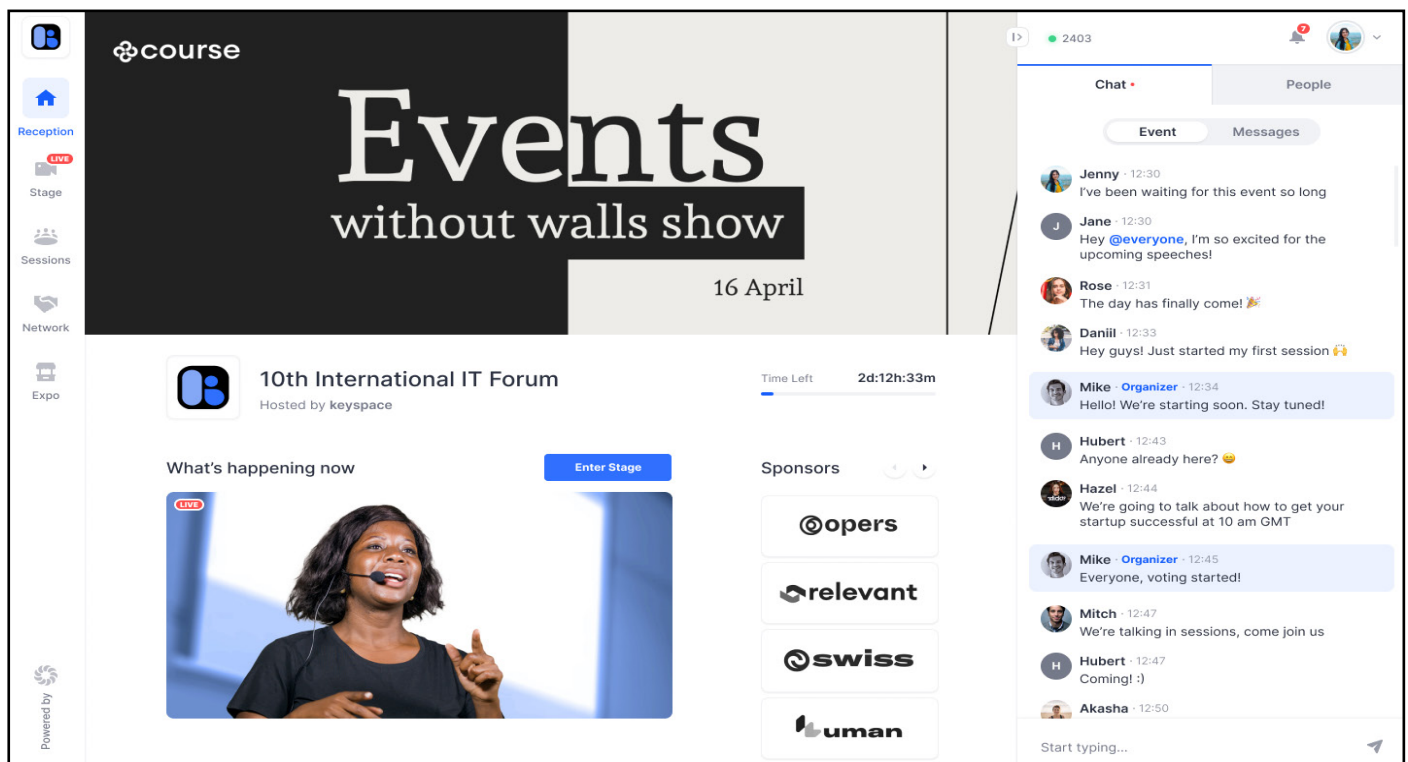 course
Events
without walls show
16 April
Reception
LIVE
Stage
Sessions
Network
Expo
Powered by
10th International IT Forum
Hosted by keyspace
Time Left 2d:12h:33m
What's happening now
Enter Stage
LIVE
Sponsors
opers
relevant
swiss
uman
2403
7
Chat •
People
Event
Messages
Jenny · 12:30
I've been waiting for this event so long
J
Jane · 12:30
Hey @everyone, I'm so excited for the
upcoming speeches!
Rose · 12:31
The day has finally come! 🎉
Daniil · 12:33
Hey guys! Just started my first session 🙌
Mike · Organizer · 12:34
Hello! We're starting soon. Stay tuned!
H
Hubert · 12:43
Anyone already here? 😄
Hazel · 12:44
We're going to talk about how to get your
startup successful at 10 am GMT
Mike · Organizer · 12:45
Everyone, voting started!
Mitch · 12:47
We're talking in sessions, come join us
H
Hubert · 12:47
Coming! :)
Akasha · 12:50
Start typing...